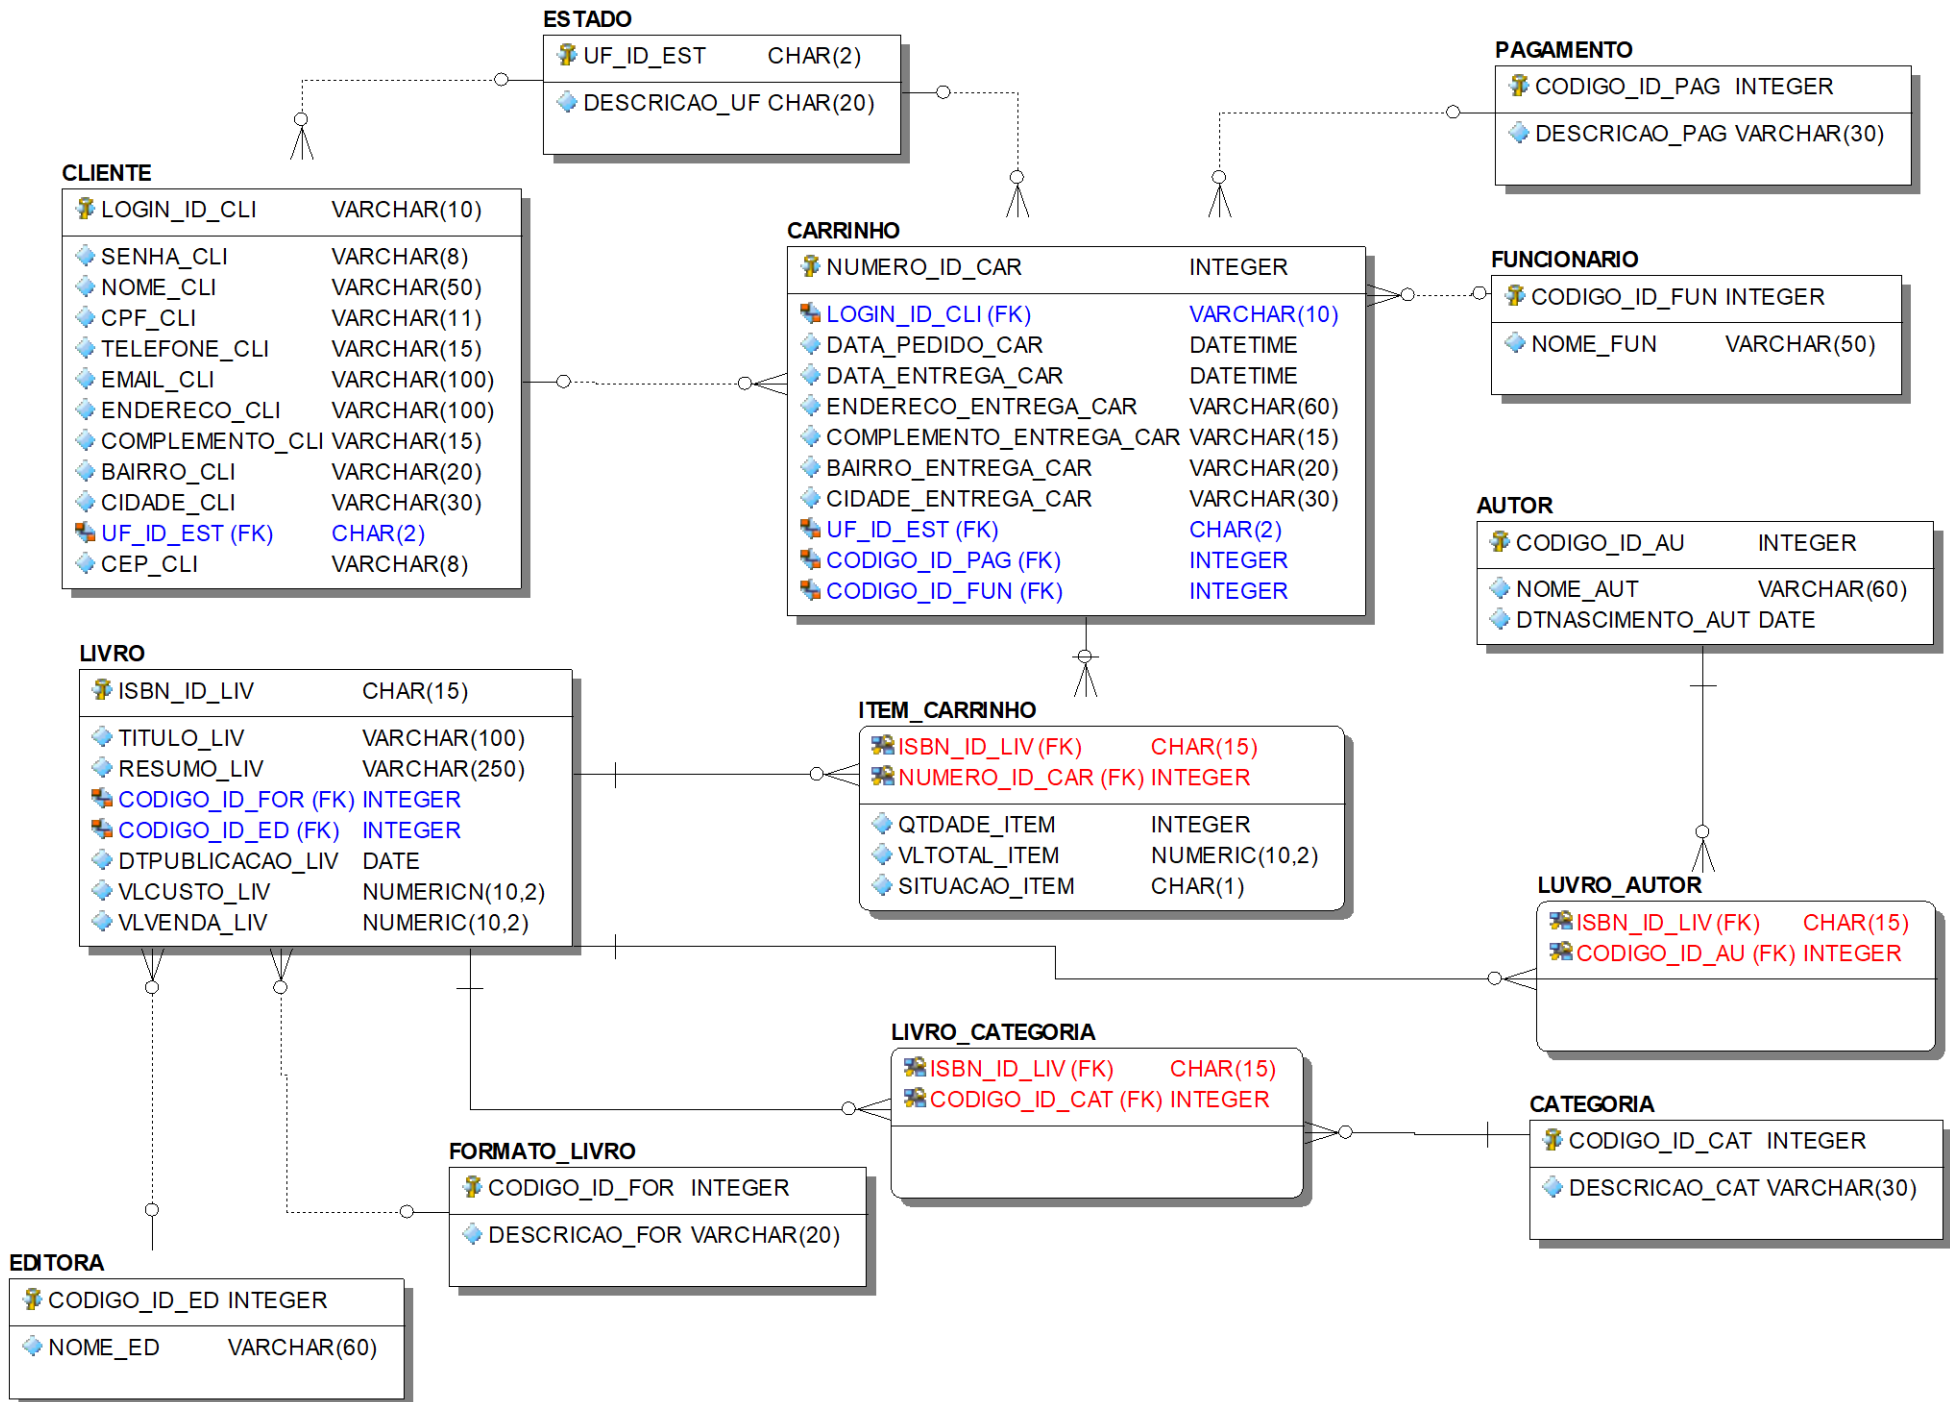 ESTADO
UF_ID_EST CHAR(2)
DESCRICAO_UF CHAR(20)
PAGAMENTO
CODIGO_ID_PAG INTEGER
DESCRICAO_PAG VARCHAR(30)
CLIENTE
LOGIN_ID_CLI VARCHAR(10)
SENHA_CLI VARCHAR(8)
NOME_CLI VARCHAR(50)
CPF_CLI VARCHAR(11)
TELEFONE_CLI VARCHAR(15)
EMAIL_CLI VARCHAR(100)
ENDERECO_CLI VARCHAR(100)
COMPLEMENTO_CLI VARCHAR(15)
BAIRRO_CLI VARCHAR(20)
CIDADE_CLI VARCHAR(30)
UF_ID_EST (FK) CHAR(2)
CEP_CLI VARCHAR(8)
CARRINHO
NUMERO_ID_CAR INTEGER
LOGIN_ID_CLI (FK) VARCHAR(10)
DATA_PEDIDO_CAR DATETIME
DATA_ENTREGA_CAR DATETIME
ENDERECO_ENTREGA_CAR VARCHAR(60)
COMPLEMENTO_ENTREGA_CAR VARCHAR(15)
BAIRRO_ENTREGA_CAR VARCHAR(20)
CIDADE_ENTREGA_CAR VARCHAR(30)
UF_ID_EST (FK) CHAR(2)
CODIGO_ID_PAG (FK) INTEGER
CODIGO_ID_FUN (FK) INTEGER
FUNCIONARIO
CODIGO_ID_FUN INTEGER
NOME_FUN VARCHAR(50)
AUTOR
CODIGO_ID_AU INTEGER
NOME_AUT VARCHAR(60)
DTNASCIMENTO_AUT DATE
LIVRO
ISBN_ID_LIV CHAR(15)
TITULO_LIV VARCHAR(100)
RESUMO_LIV VARCHAR(250)
CODIGO_ID_FOR (FK) INTEGER
CODIGO_ID_ED (FK) INTEGER
DTPUBLICACAO_LIV DATE
VLCUSTO_LIV NUMERICN(10,2)
VLVENDA_LIV NUMERIC(10,2)
ITEM_CARRINHO
ISBN_ID_LIV (FK) CHAR(15)
NUMERO_ID_CAR (FK) INTEGER
QTDADE_ITEM INTEGER
VLTOTAL_ITEM NUMERIC(10,2)
SITUACAO_ITEM CHAR(1)
LUVRO_AUTOR
ISBN_ID_LIV (FK) CHAR(15)
CODIGO_ID_AU (FK) INTEGER
LIVRO_CATEGORIA
ISBN_ID_LIV (FK) CHAR(15)
CODIGO_ID_CAT (FK) INTEGER
CATEGORIA
CODIGO_ID_CAT INTEGER
DESCRICAO_CAT VARCHAR(30)
FORMATO_LIVRO
CODIGO_ID_FOR INTEGER
DESCRICAO_FOR VARCHAR(20)
EDITORA
CODIGO_ID_ED INTEGER
NOME_ED VARCHAR(60)